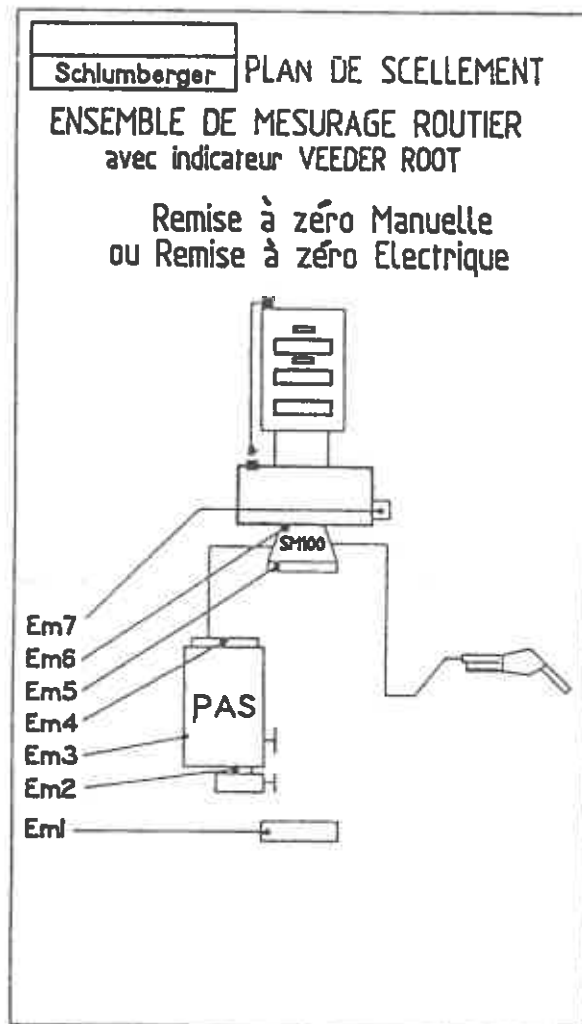 Schlumberger PLAN DE SCELLEMENT
ENSEMBLE DE MESURAGE ROUTIER
avec indicateur VEEDER ROOT
Remise à zéro Manuelle
ou Remise à zéro Electrique
SM100
Em7
Em6
Em5
Em4
PAS
Em3
Em2
Em1